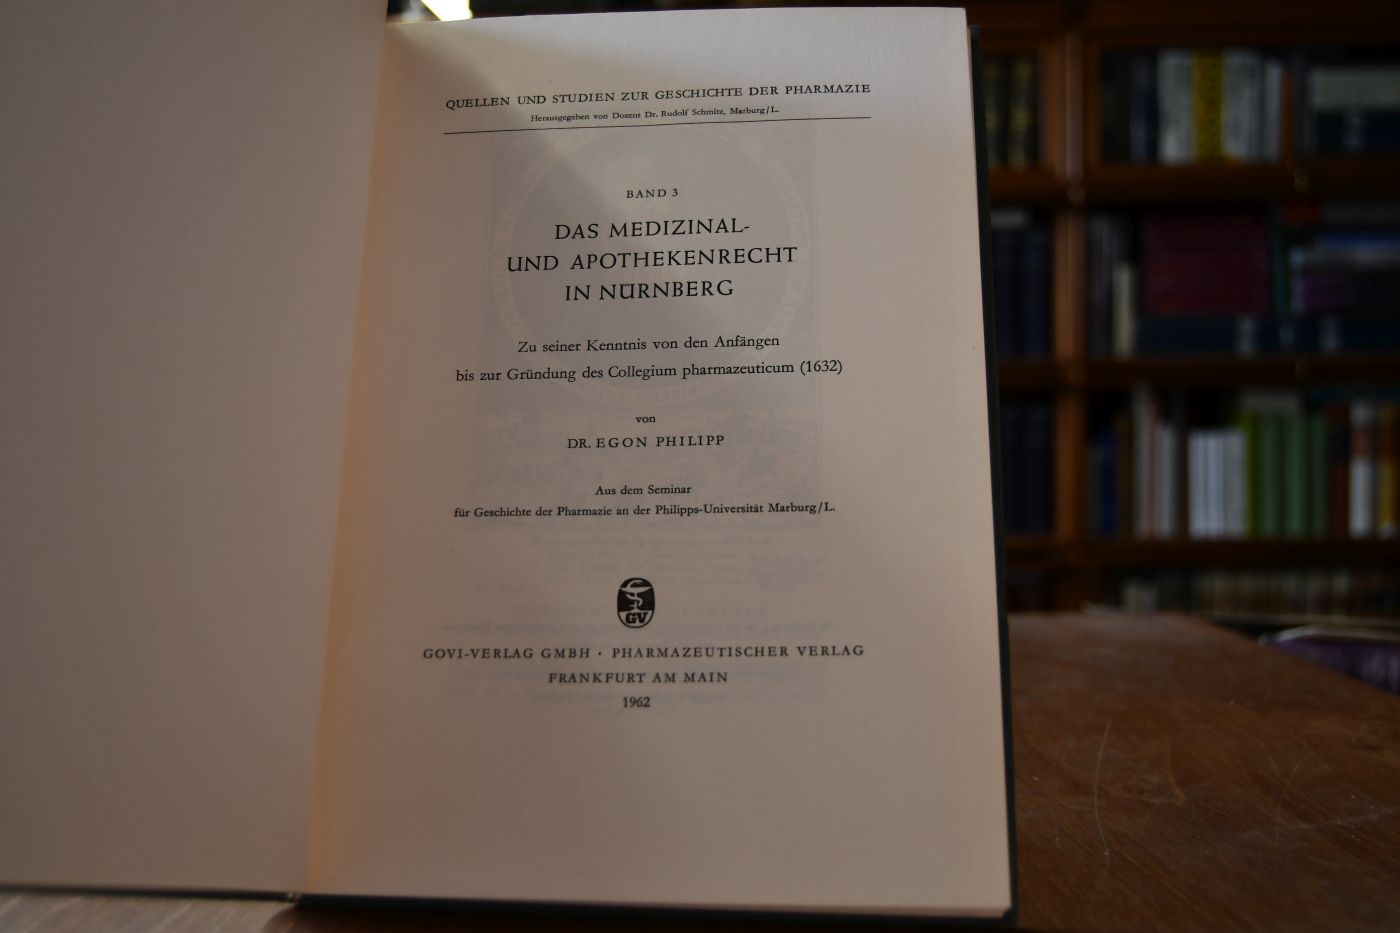 QUELLEN UND STUDIEN ZUR GESCHICHTE DER PHARMAZIE
Herausgegeben von Dozent Dr. Rudolf Schmitz, Marburg/L.
BAND 3
DAS MEDIZINAL-
UND APOTHEKENRECHT
IN NÜRNBERG
Zu seiner Kenntnis von den Anfängen
bis zur Gründung des Collegium pharmazeuticum (1632)
von
DR. EGON PHILIPP
Aus dem Seminar
für Geschichte der Pharmazie an der Philipps-Universität Marburg/L.
GV
GOVI-VERLAG GMBH · PHARMAZEUTISCHER VERLAG
FRANKFURT AM MAIN
1962